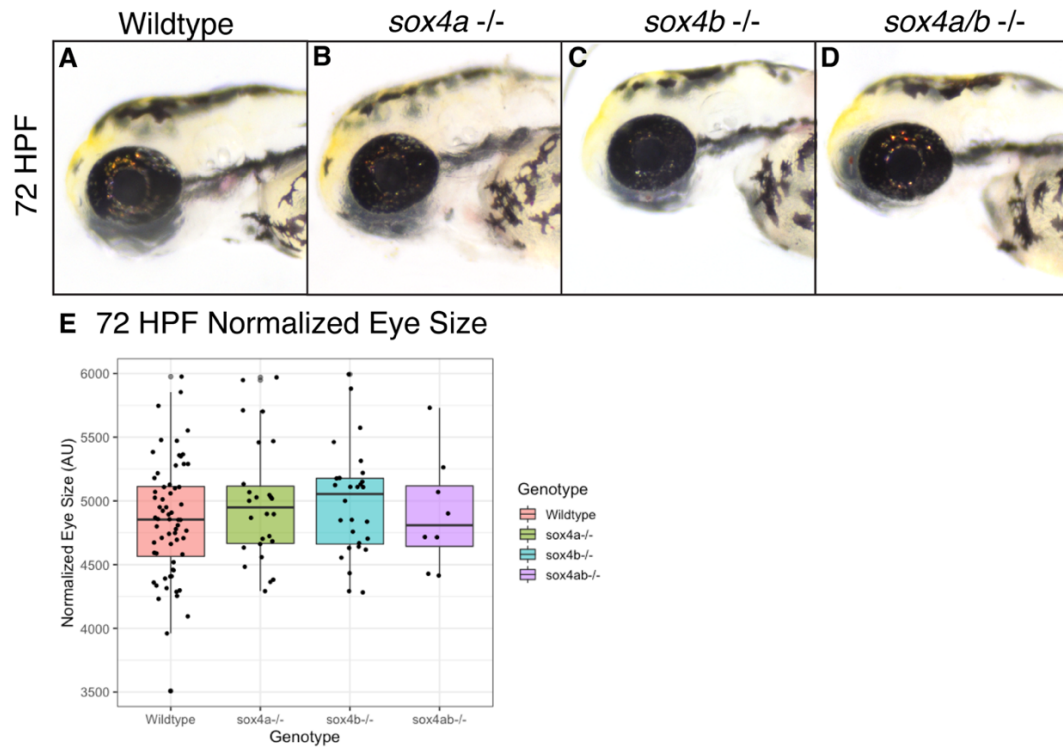 Wildtype
sox4a -/-
sox4b -/-
sox4a/b -/-
A
B
C
D
72 HPF
E 72 HPF Normalized Eye Size
6000
5500
5000
4500
4000
3500
Normalized Eye Size (AU)
Wildtype
sox4a-/-
sox4b-/-
sox4ab-/-
Genotype
Genotype
Wildtype
sox4a-/-
sox4b-/-
sox4ab-/-